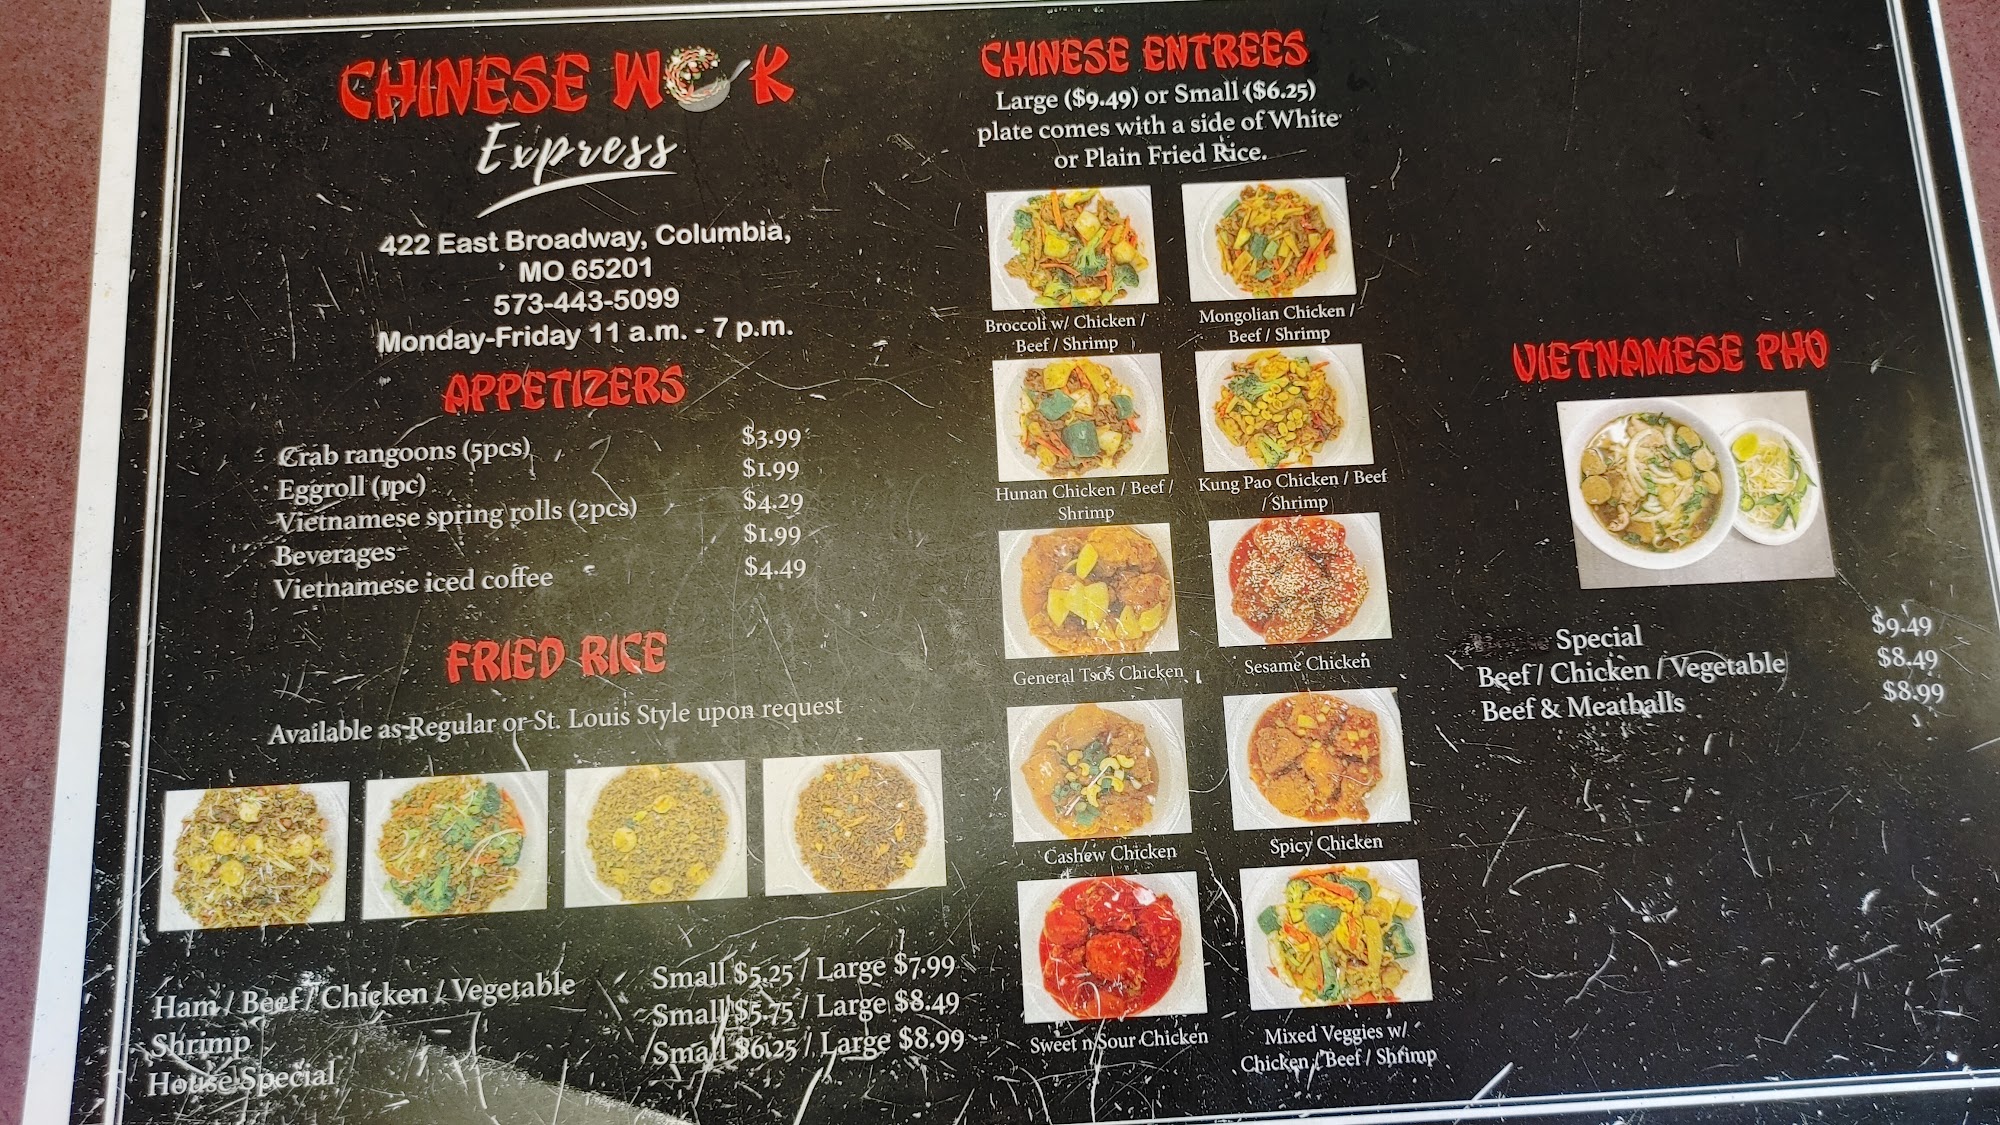 CHINESE WOK
Express
422 East Broadway, Columbia,
MO 65201
573-443-5099
Monday-Friday 11 a.m. - 7 p.m.
APPETIZERS
Crab rangoons (5pcs) $3.99
Eggroll (1pc) $1.99
Vietnamese spring rolls (2pcs) $4.29
Beverages $1.99
Vietnamese iced coffee $4.49
FRIED RICE
Available as Regular or St. Louis Style upon request
Ham / Beef / Chicken / Vegetable Small $5.25 / Large $7.99
Shrimp Small $5.75 / Large $8.49
House Special Small $6.25 / Large $8.99
CHINESE ENTREES
Large ($9.49) or Small ($6.25)
plate comes with a side of White
or Plain Fried Rice.
Broccoli w/ Chicken /
Beef / Shrimp
Mongolian Chicken /
Beef / Shrimp
Hunan Chicken / Beef /
Shrimp
Kung Pao Chicken / Beef
/ Shrimp
General Tso's Chicken
Sesame Chicken
Cashew Chicken
Spicy Chicken
Sweet n Sour Chicken
Mixed Veggies w/
Chicken / Beef / Shrimp
VIETNAMESE PHO
Special $9.49
Beef / Chicken / Vegetable $8.49
Beef & Meatballs $8.99